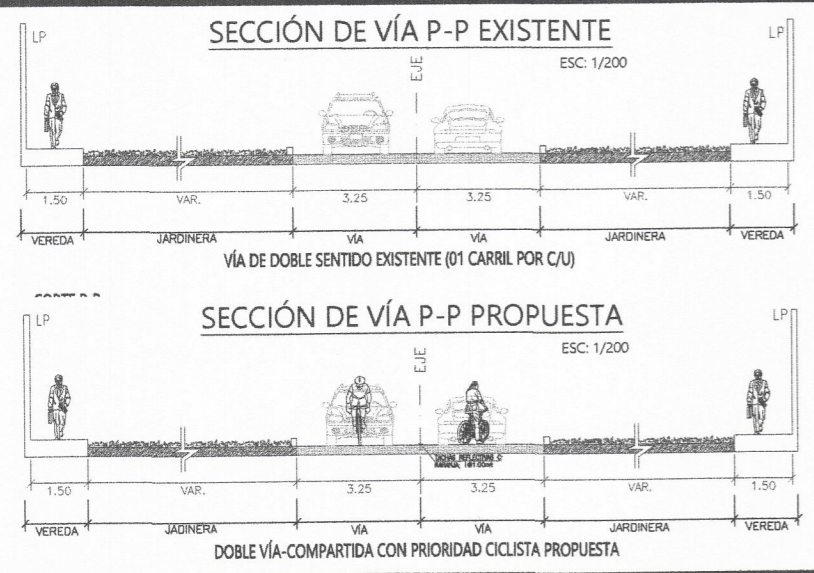 SECCIÓN DE VÍA P-P EXISTENTE
LP
LP
EJE
ESC: 1/200
1.50
VAR.
3.25
3.25
VAR.
1.50
VEREDA
JARDINERA
VÍA
VÍA
JARDINERA
VEREDA
VÍA DE DOBLE SENTIDO EXISTENTE (01 CARRIL POR C/U)
SECCIÓN DE VÍA P-P PROPUESTA
LP
LP
EJE
ESC: 1/200
TACHAS REFLECTIVAS
1.50
VAR.
3.25
3.25
VAR.
1.50
VEREDA
JADINERA
VÍA
VÍA
JARDINERA
VEREDA
DOBLE VÍA-COMPARTIDA CON PRIORIDAD CICLISTA PROPUESTA